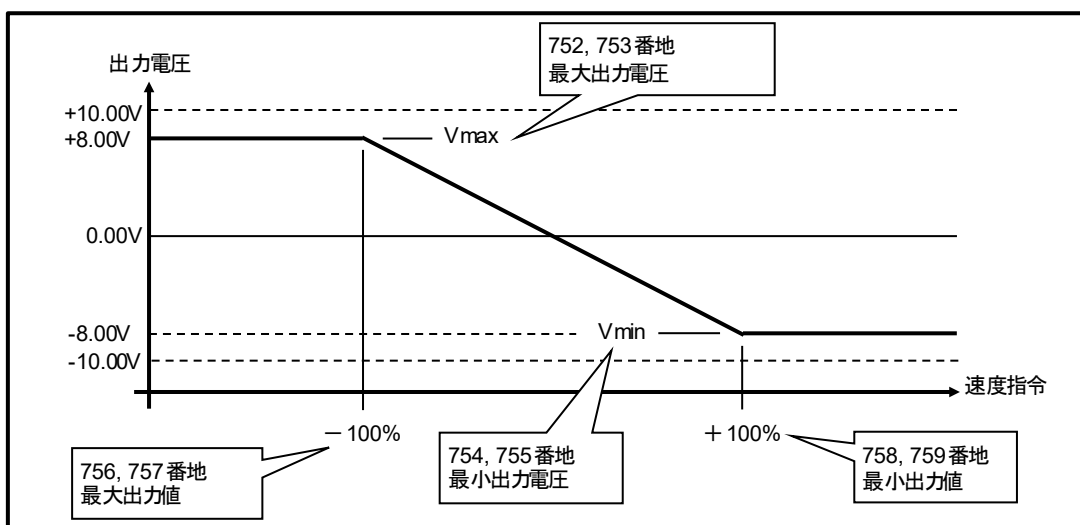 752, 753番地
最大出力電圧
出力電圧
+10.00V
+8.00V
Vmax
0.00V
-8.00V
Vmin
-10.00V
速度指令
－100%
＋100%
756, 757番地
最大出力値
754, 755番地
最小出力電圧
758, 759番地
最小出力値